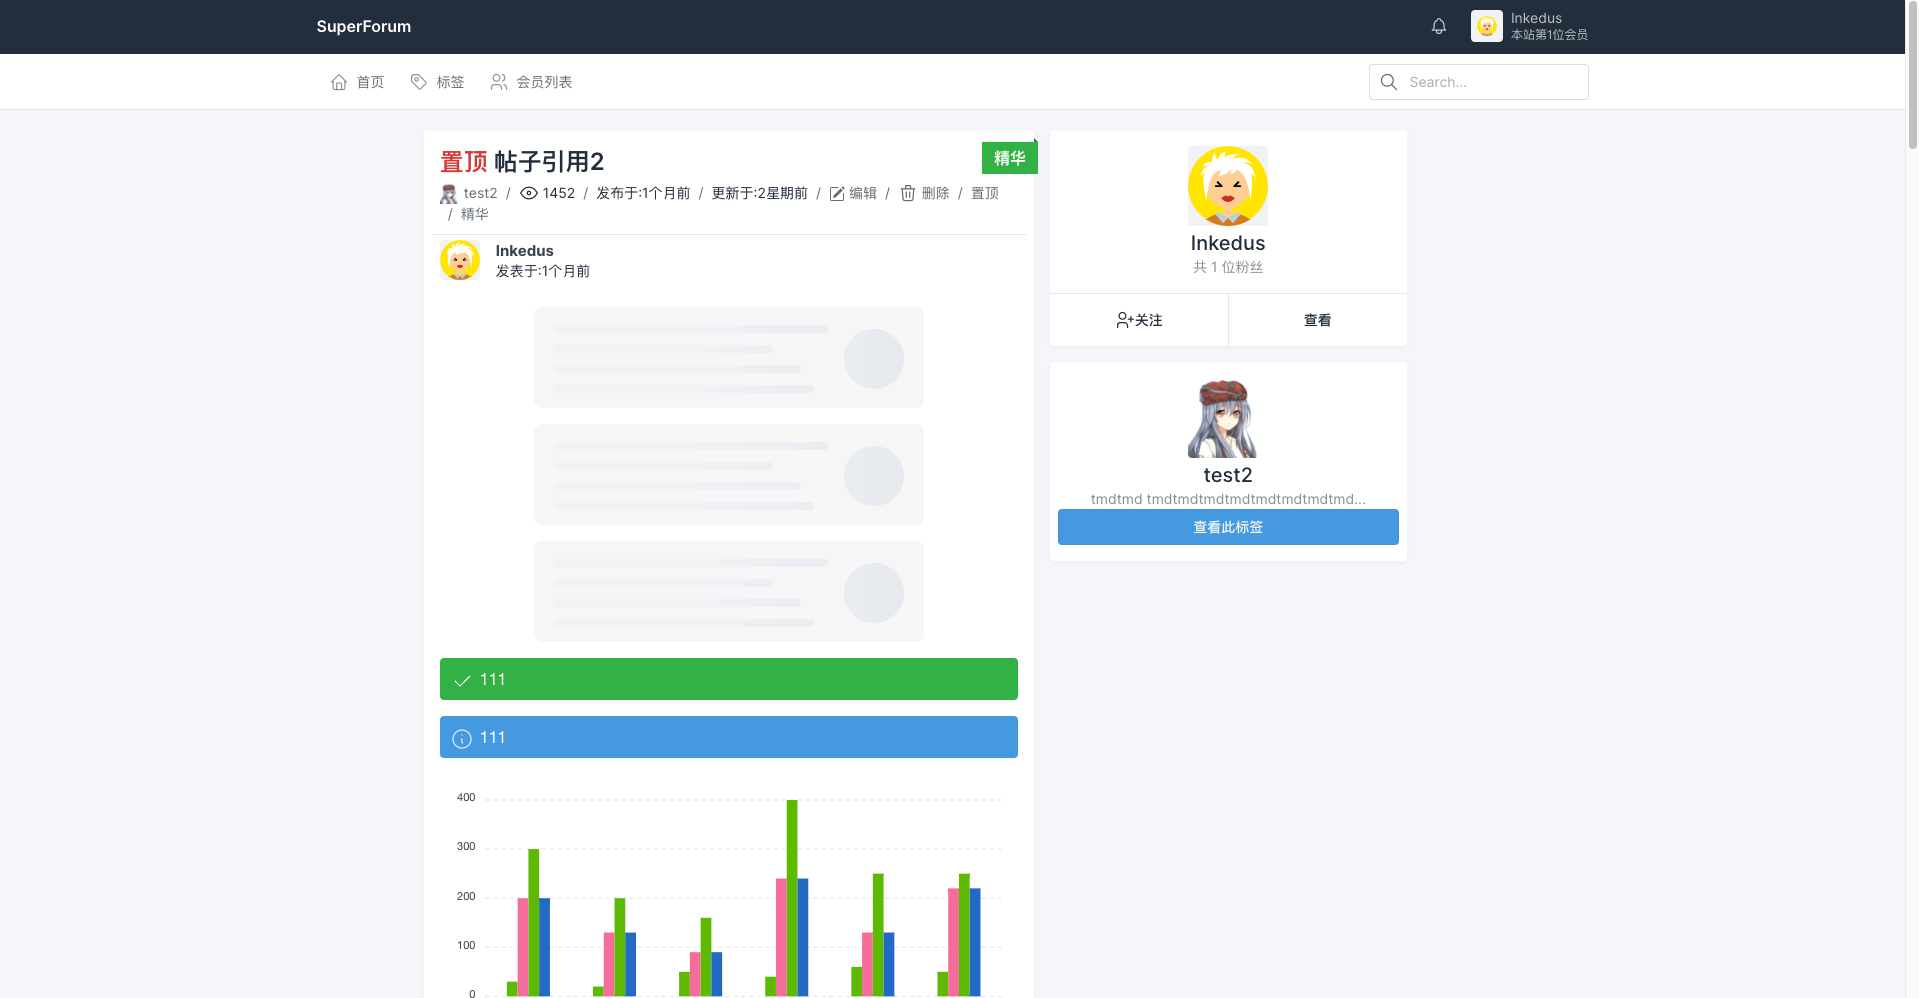 SuperForum
Inkedus
本站第1位会员
首页 标签 会员列表
Search…
置顶 帖子引用2
精华
test2 / 1452 / 发布于:1个月前 / 更新于:2星期前 / 编辑 / 删除 / 置顶
/ 精华
Inkedus
发表于:1个月前
111
111
400
300
200
100
0
Inkedus
共 1 位粉丝
关注 查看
test2
tmdtmd tmdtmdtmdtmdtmdtmdtmdtmd...
查看此标签